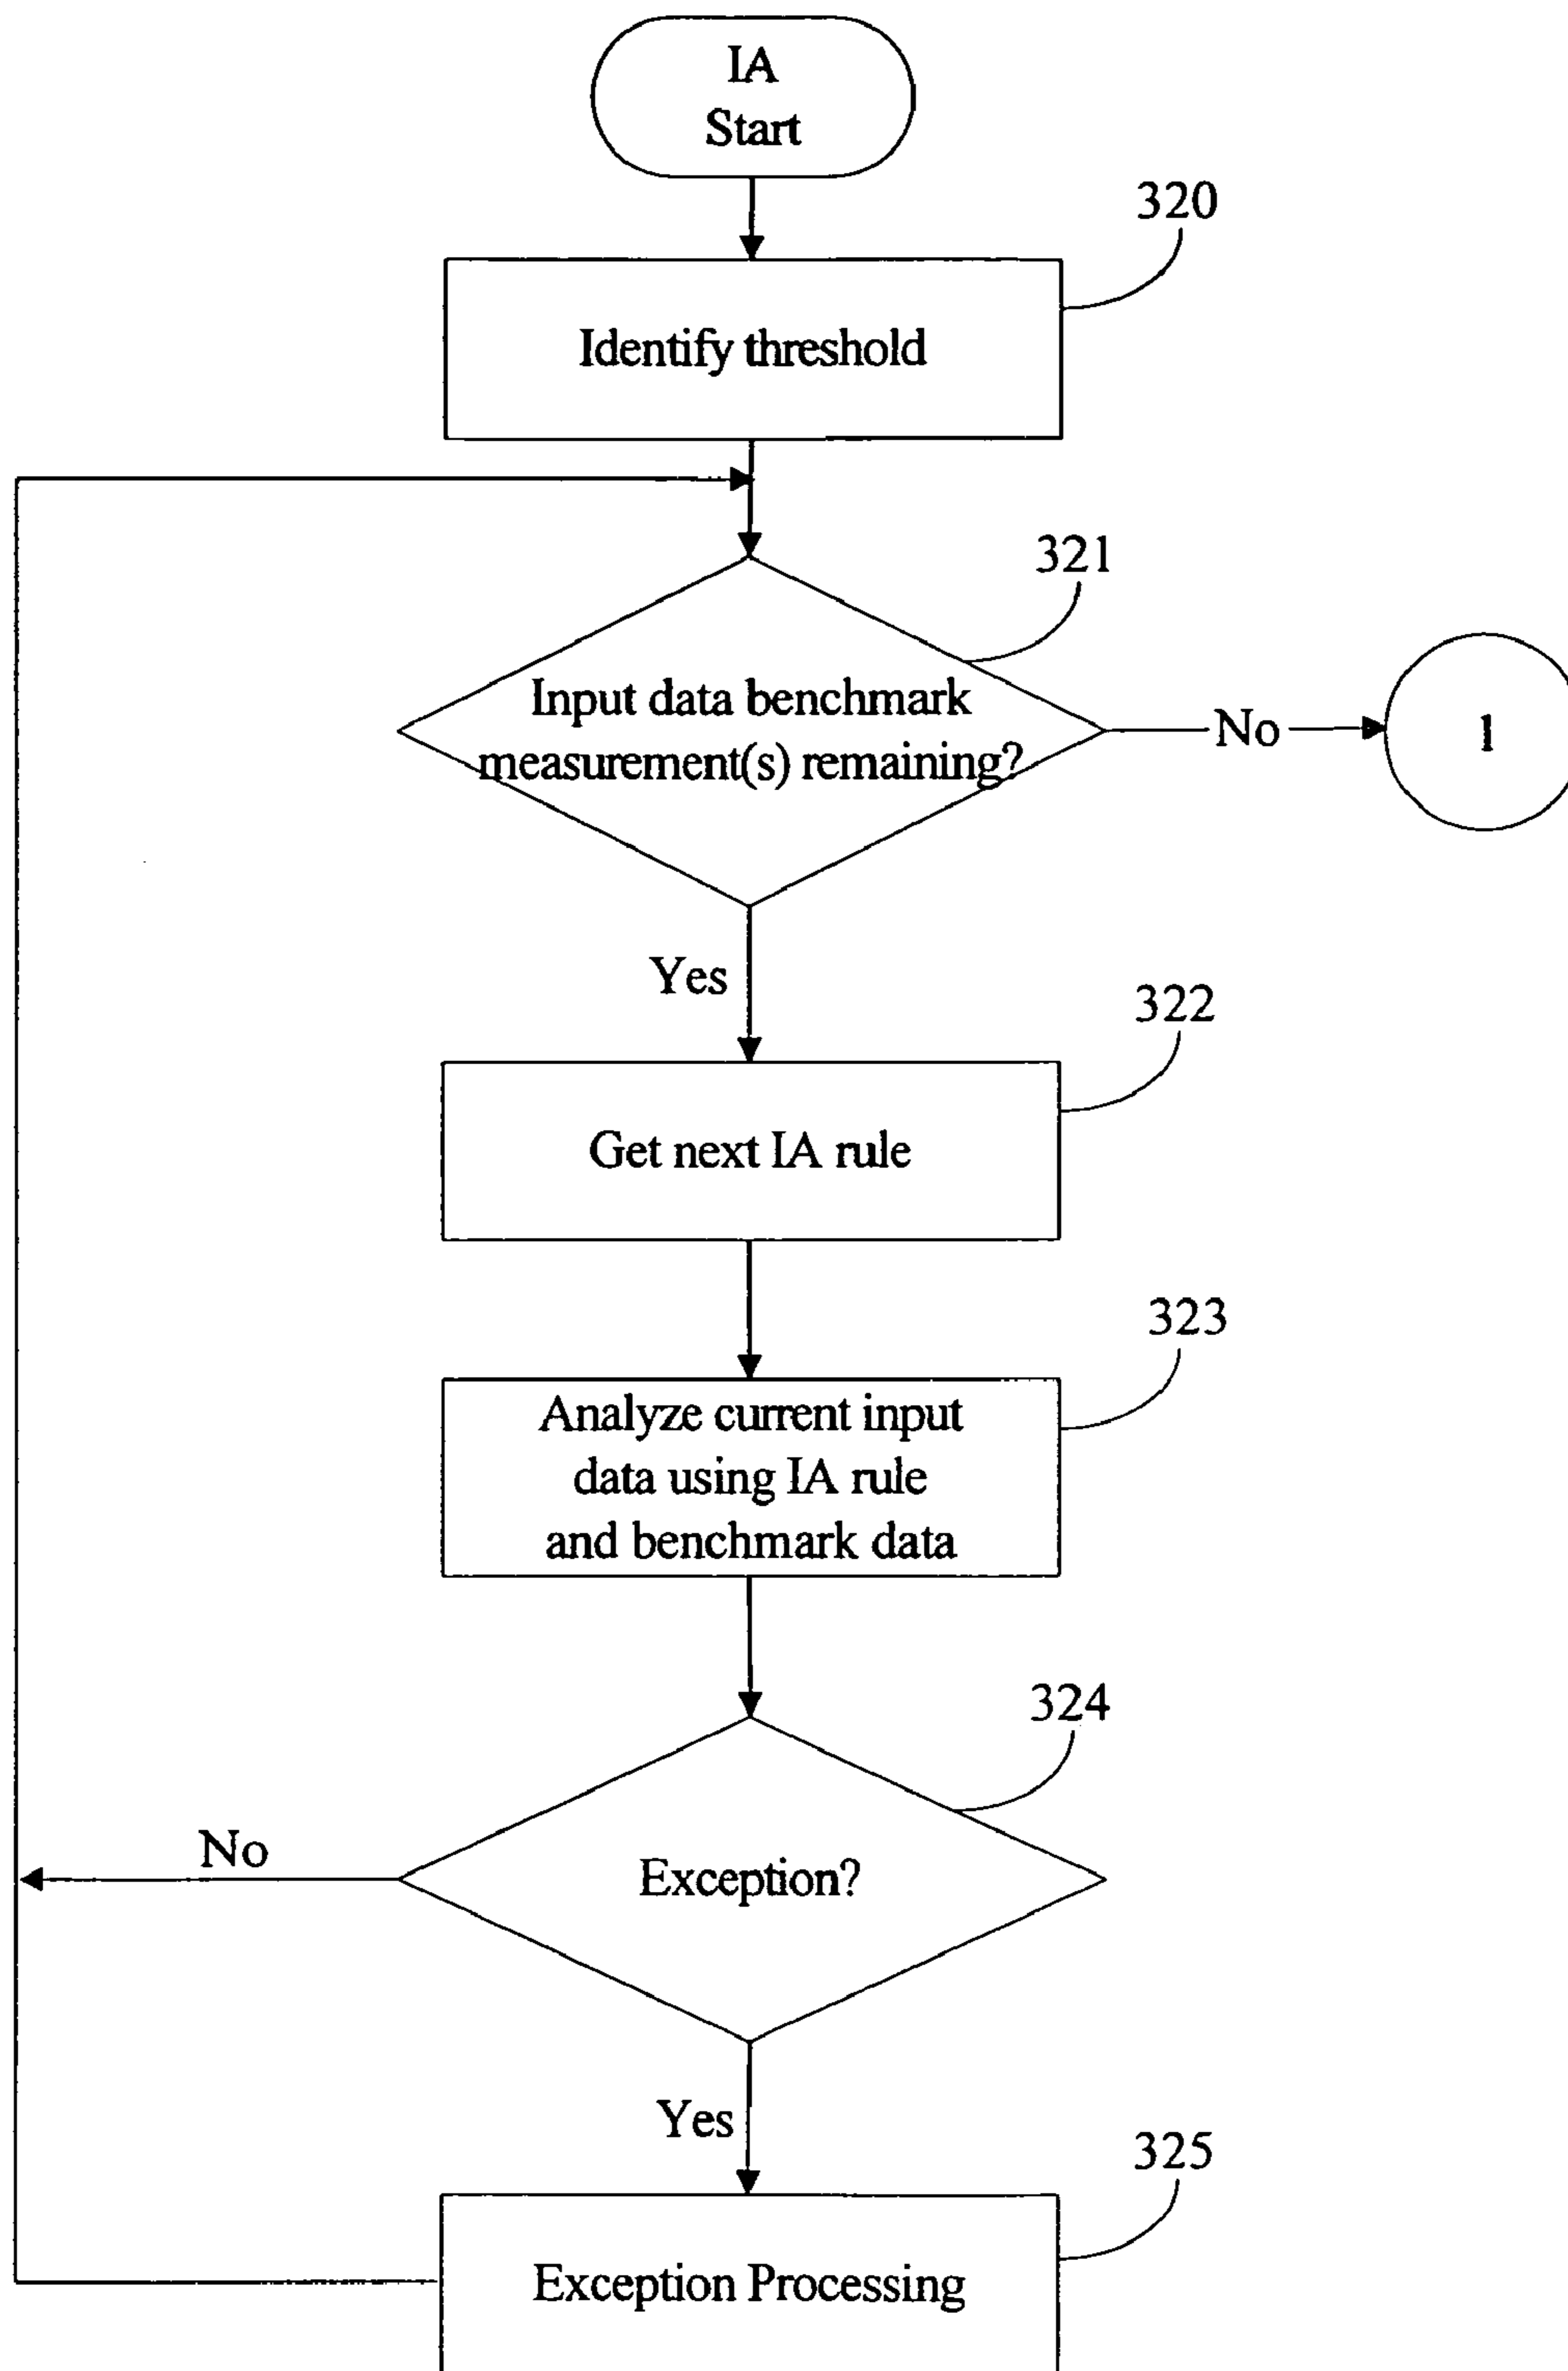 IA
Start
320
Identify threshold
321
Input data benchmark
measurement(s) remaining?
No
1
Yes
322
Get next IA rule
323
Analyze current input
data using IA rule
and benchmark data
324
No
Exception?
Yes
325
Exception Processing